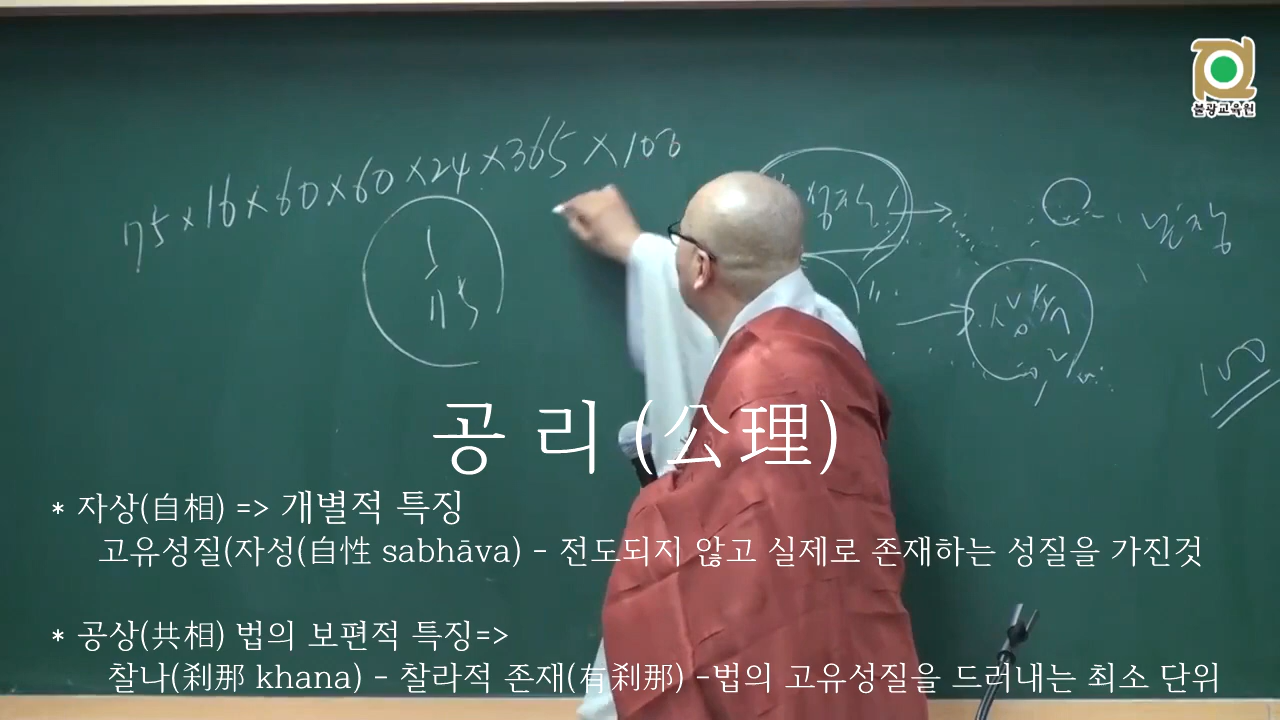 불광교육원
75×16×60×60×24×365×100
1
75
100
공 리 (公理)
* 자상(自相) => 개별적 특징
고유성질(자성(自性 sabhāva) - 전도되지 않고 실제로 존재하는 성질을 가진것
* 공상(共相) 법의 보편적 특징=>
찰나(刹那 khana) - 찰라적 존재(有刹那) -법의 고유성질을 드러내는 최소 단위